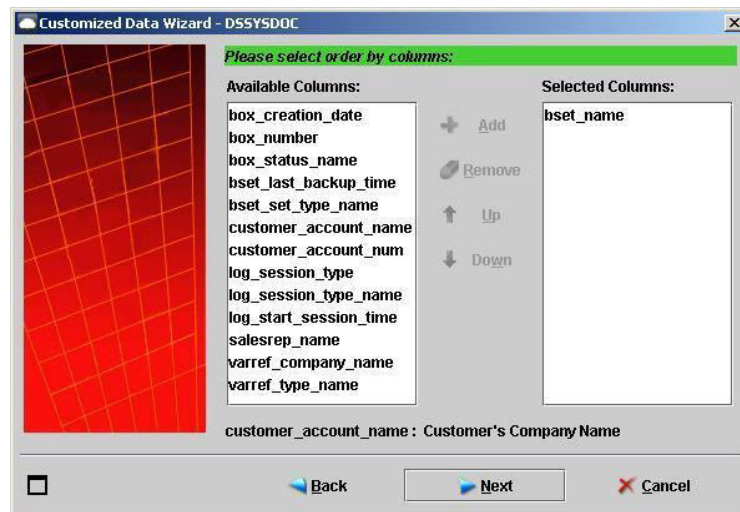 Customized Data Wizard - DSSYSDOC
Please select order by columns:
Available Columns:
Selected Columns:
box_creation_date
box_number
box_status_name
bset_last_backup_time
bset_set_type_name
customer_account_name
customer_account_num
log_session_type
log_session_type_name
log_start_session_time
salesrep_name
varref_company_name
varref_type_name
Add
Remove
Up
Down
bset_name
customer_account_name : Customer's Company Name
Back
Next
Cancel